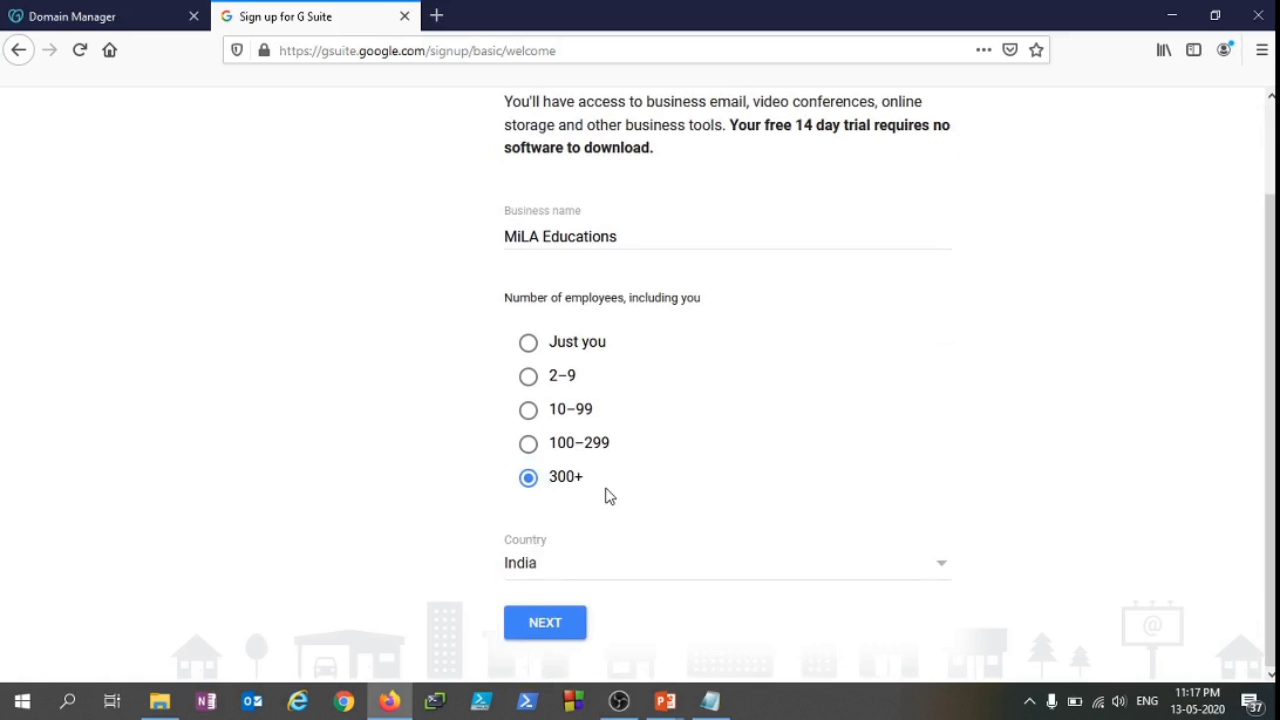 Domain Manager
Sign up for G Suite
https://gsuite.google.com/signup/basic/welcome
You'll have access to business email, video conferences, online
storage and other business tools. Your free 14 day trial requires no
software to download.
Business name
MiLA Educations
Number of employees, including you
Just you
2–9
10–99
100–299
300+
Country
India
NEXT
@
ENG
11:17 PM
13-05-2020
37